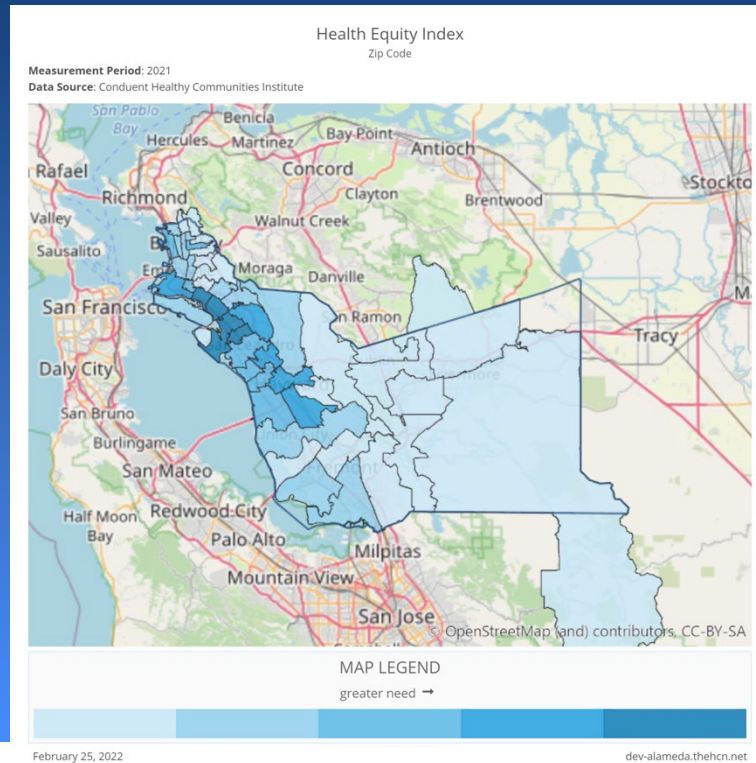 Health Equity Index
Zip Code
Measurement Period: 2021
Data Source: Conduent Healthy Communities Institute
San Pablo
Bay
Benicia
Hercules
Martinez
Bay Point
Antioch
Rafael
Concord
Stockto
Richmond
Clayton
Brentwood
Valley
Walnut Creek
Sausalito
Moraga
Danville
San Francisco
n Ramon
Tracy
Daly City
San Bruno
Burlingame
Union City
Fremont
San Mateo
Half Moon
Bay
Redwood City
Palo Alto
Milpitas
Mountain View
San Jose
© OpenStreetMap (and) contributors, CC-BY-SA
MAP LEGEND
greater need →
February 25, 2022
dev-alameda.thehcn.net